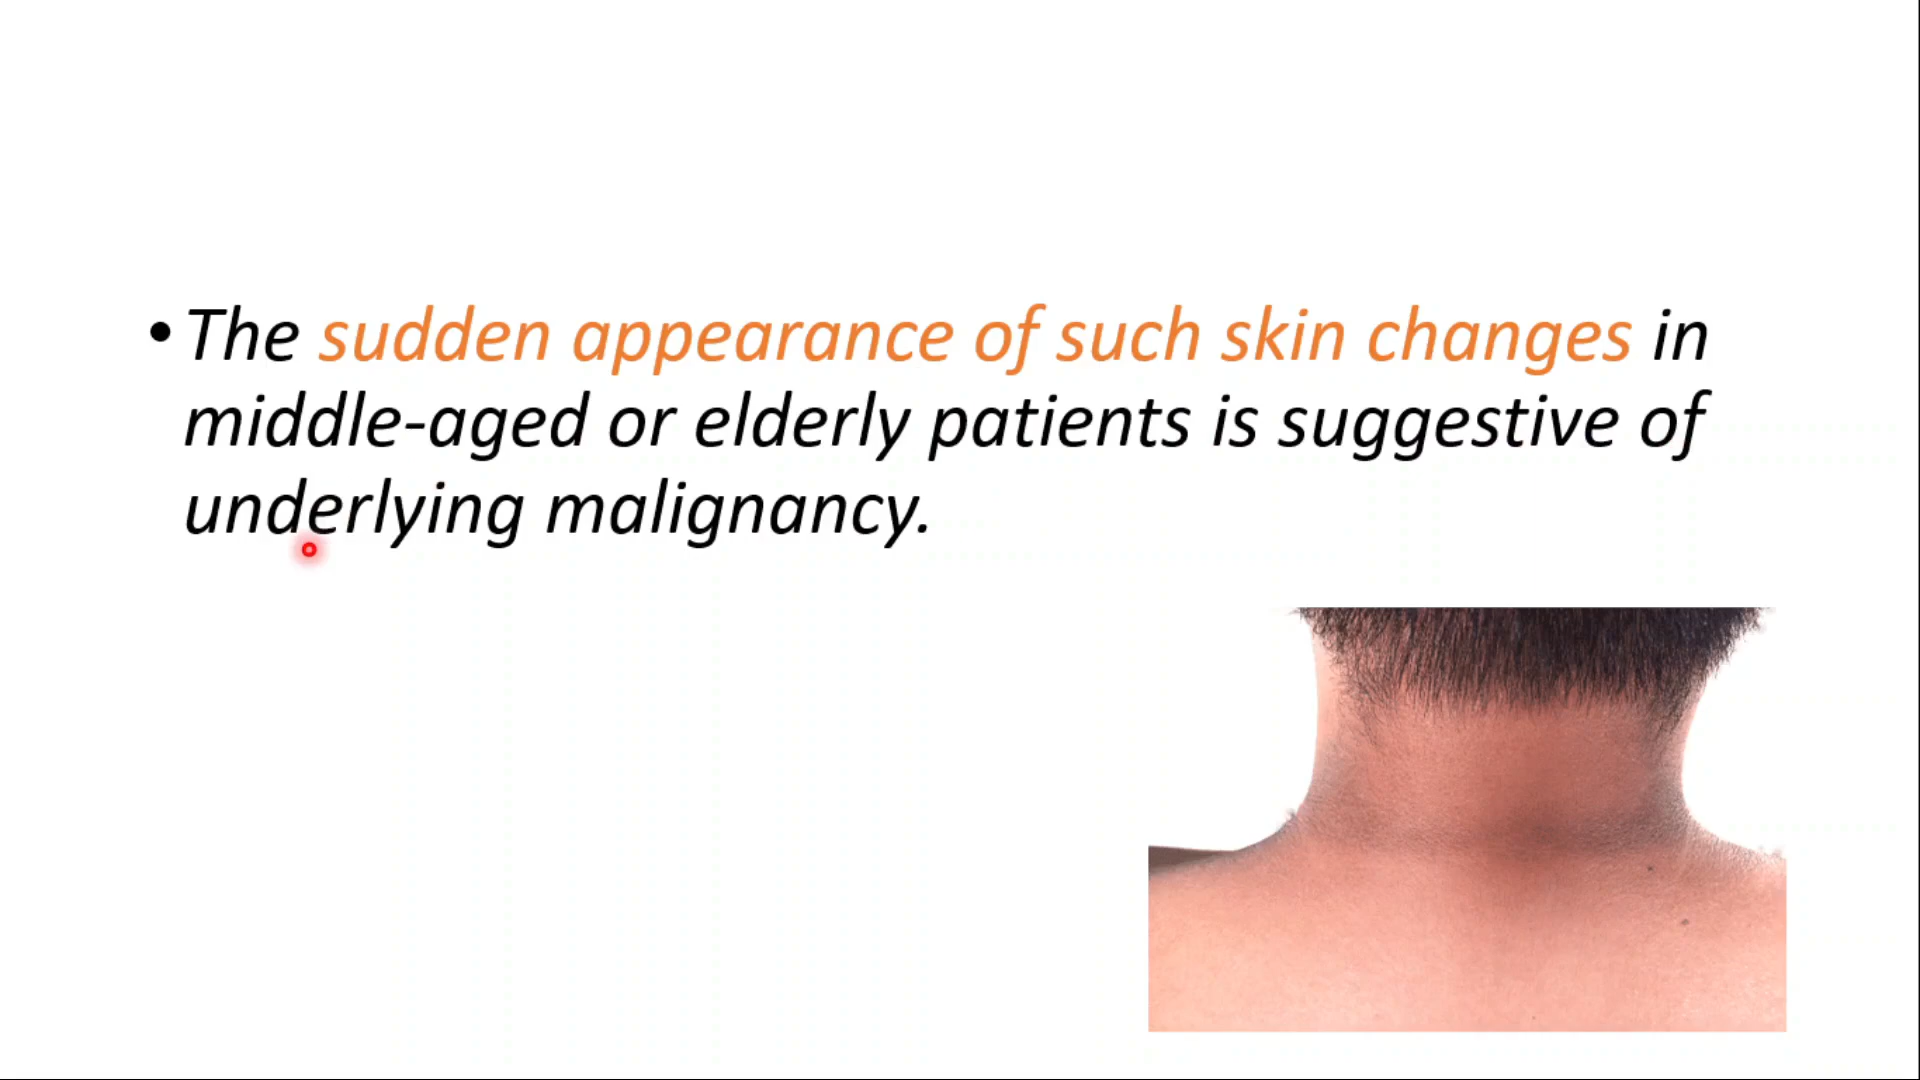 • The sudden appearance of such skin changes in
middle-aged or elderly patients is suggestive of
underlying malignancy.